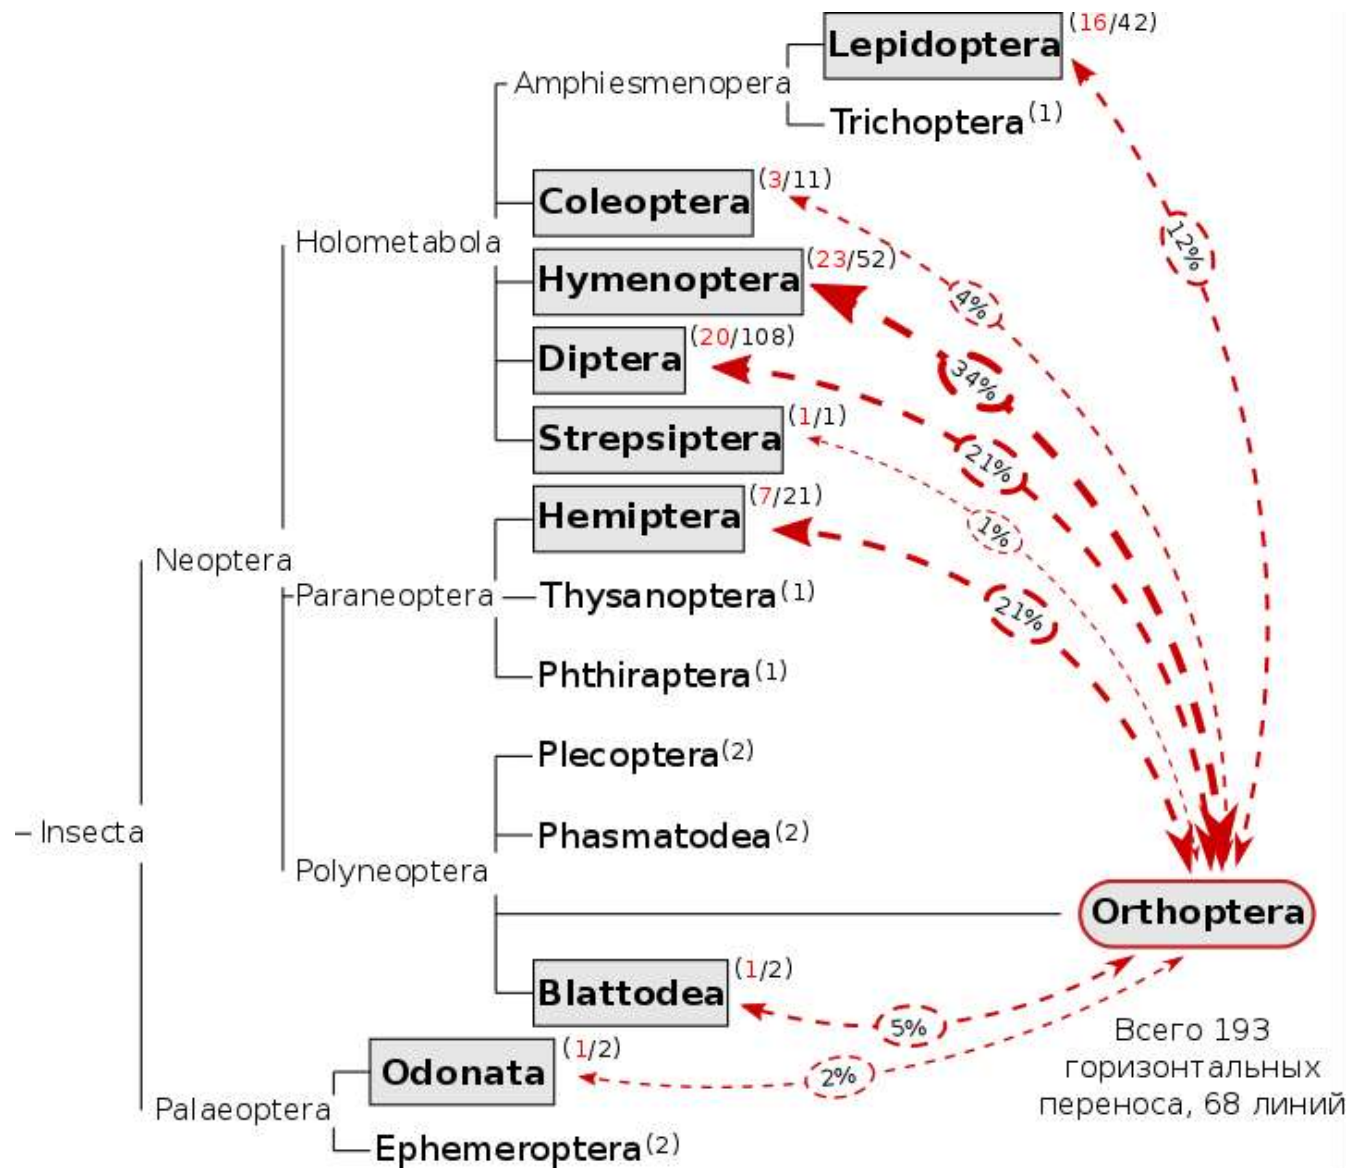 Lepidoptera (16/42)
Amphiesmenopera
Trichoptera(1)
Coleoptera (3/11)
12%
Holometabola
Hymenoptera (23/52)
4%
Diptera (20/108)
34%
Strepsiptera (1/1)
21%
Hemiptera (7/21)
1%
Neoptera
Paraneoptera
Thysanoptera(1)
21%
Phthiraptera(1)
Plecoptera(2)
Insecta
Phasmatodea(2)
Polyneoptera
Orthoptera
Blattodea (1/2)
5%
Всего 193
горизонтальных
переноса, 68 линий
Odonata (1/2)
2%
Palaeoptera
Ephemeroptera(2)